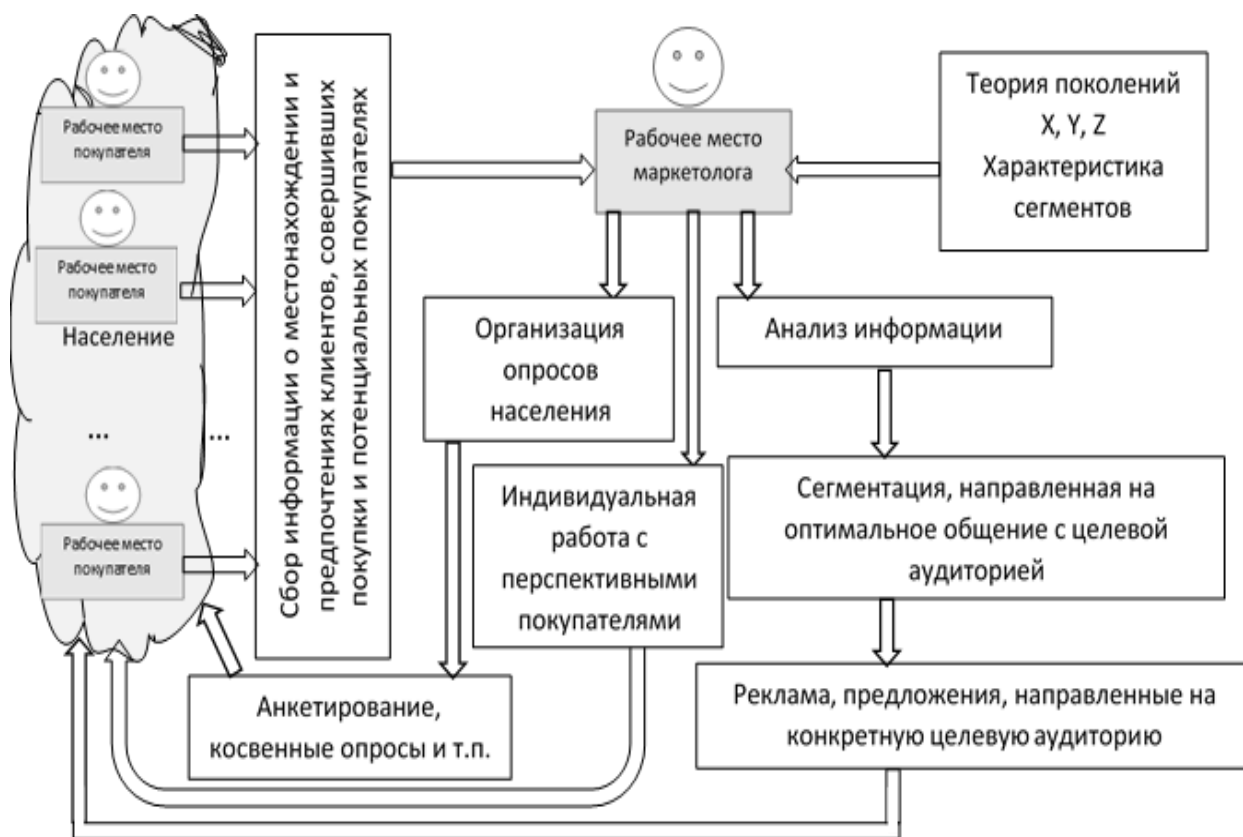 Рабочее место
покупателя
Рабочее место
покупателя
Население
...
...
Рабочее место
покупателя
Сбор информации о местонахождении и
предпочтениях клиентов, совершивших
покупки и потенциальных покупателях
Рабочее место
маркетолога
Теория поколений
X, Y, Z
Характеристика
сегментов
Организация
опросов
населения
Анализ информации
Индивидуальная
работа с
перспективными
покупателями
Сегментация, направленная на
оптимальное общение с целевой
аудиторией
Анкетирование,
косвенные опросы и т.п.
Реклама, предложения, направленные на
конкретную целевую аудиторию